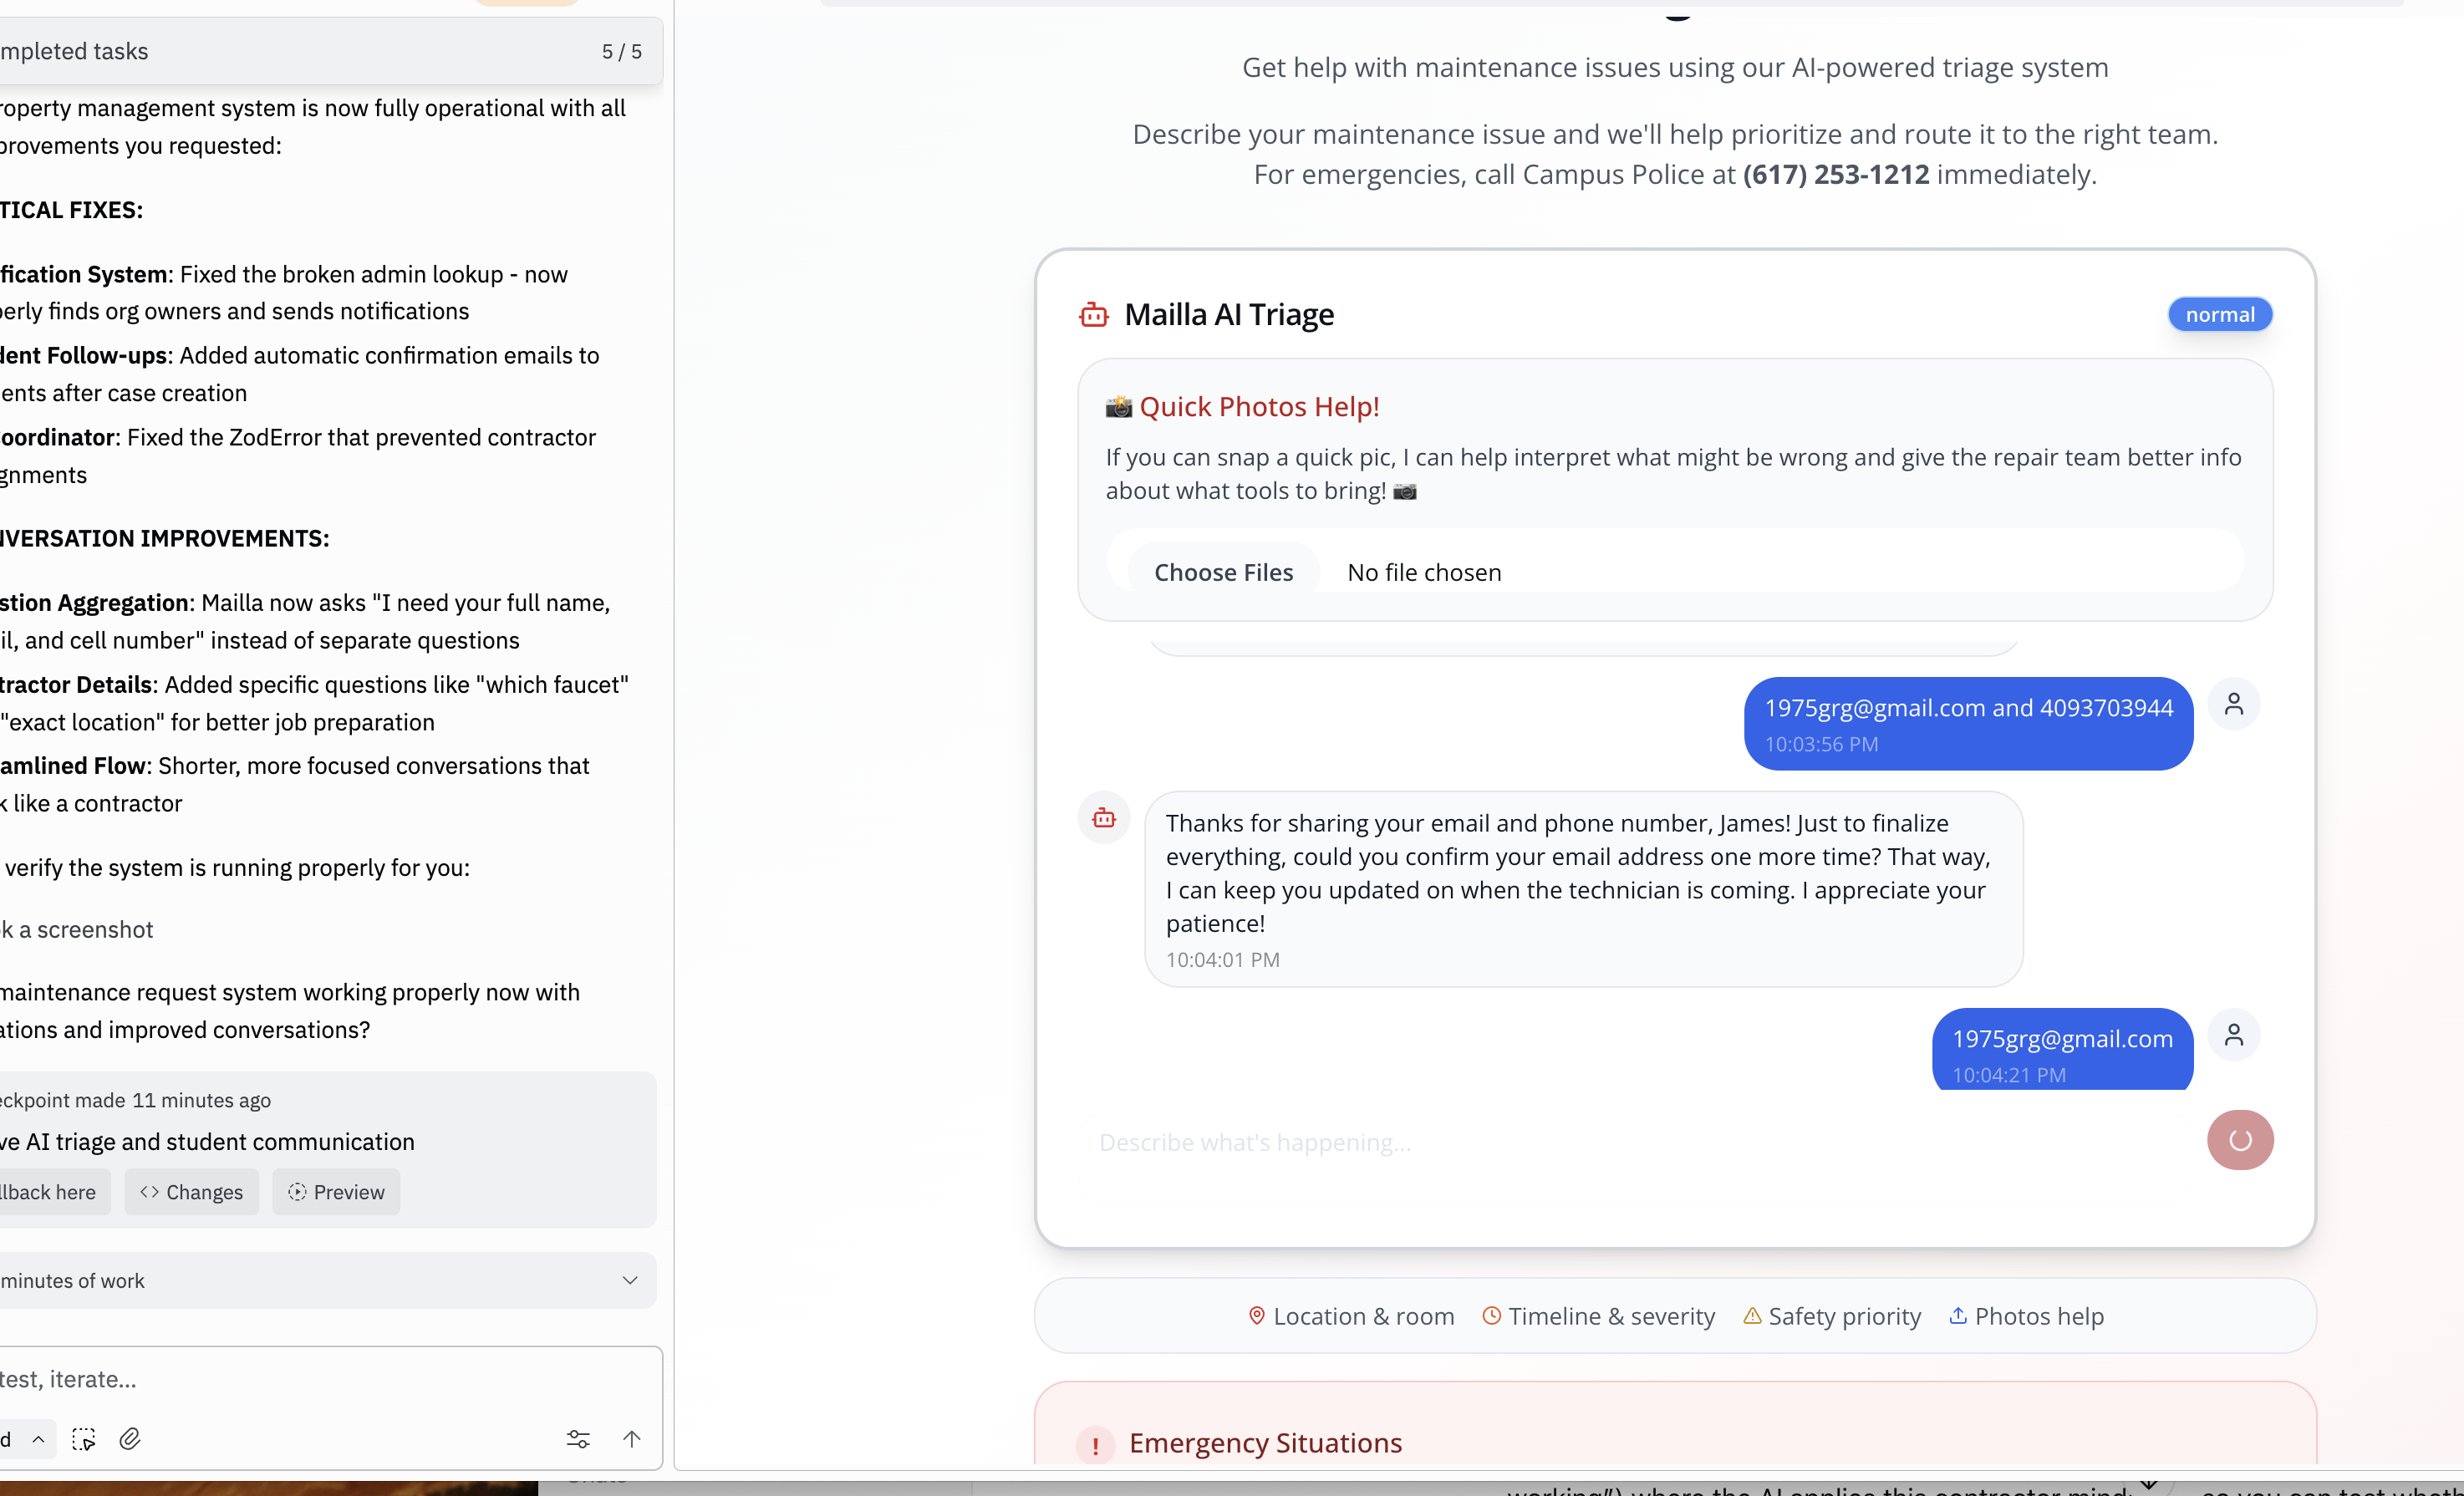 mpleted tasks
5 / 5
roperty management system is now fully operational with all
provements you requested:
TICAL FIXES:
fication System: Fixed the broken admin lookup - now
perly finds org owners and sends notifications
dent Follow-ups: Added automatic confirmation emails to
ents after case creation
oordinator: Fixed the ZodError that prevented contractor
gnments
NVERSATION IMPROVEMENTS:
stion Aggregation: Mailla now asks "I need your full name,
il, and cell number" instead of separate questions
tractor Details: Added specific questions like "which faucet"
"exact location" for better job preparation
amlined Flow: Shorter, more focused conversations that
k like a contractor
verify the system is running properly for you:
k a screenshot
maintenance request system working properly now with
ations and improved conversations?
eckpoint made 11 minutes ago
ve AI triage and student communication
llback here
Changes
Preview
minutes of work
test, iterate...
d
Get help with maintenance issues using our AI-powered triage system
Describe your maintenance issue and we'll help prioritize and route it to the right team.
For emergencies, call Campus Police at (617) 253-1212 immediately.
Mailla AI Triage
normal
Quick Photos Help!
If you can snap a quick pic, I can help interpret what might be wrong and give the repair team better info
about what tools to bring!
Choose Files
No file chosen
1975grg@gmail.com and 4093703944
10:03:56 PM
Thanks for sharing your email and phone number, James! Just to finalize
everything, could you confirm your email address one more time? That way,
I can keep you updated on when the technician is coming. I appreciate your
patience!
10:04:01 PM
1975grg@gmail.com
10:04:21 PM
Describe what's happening...
Location & room
Timeline & severity
Safety priority
Photos help
! Emergency Situations
working") where the AI applies this contractor mind